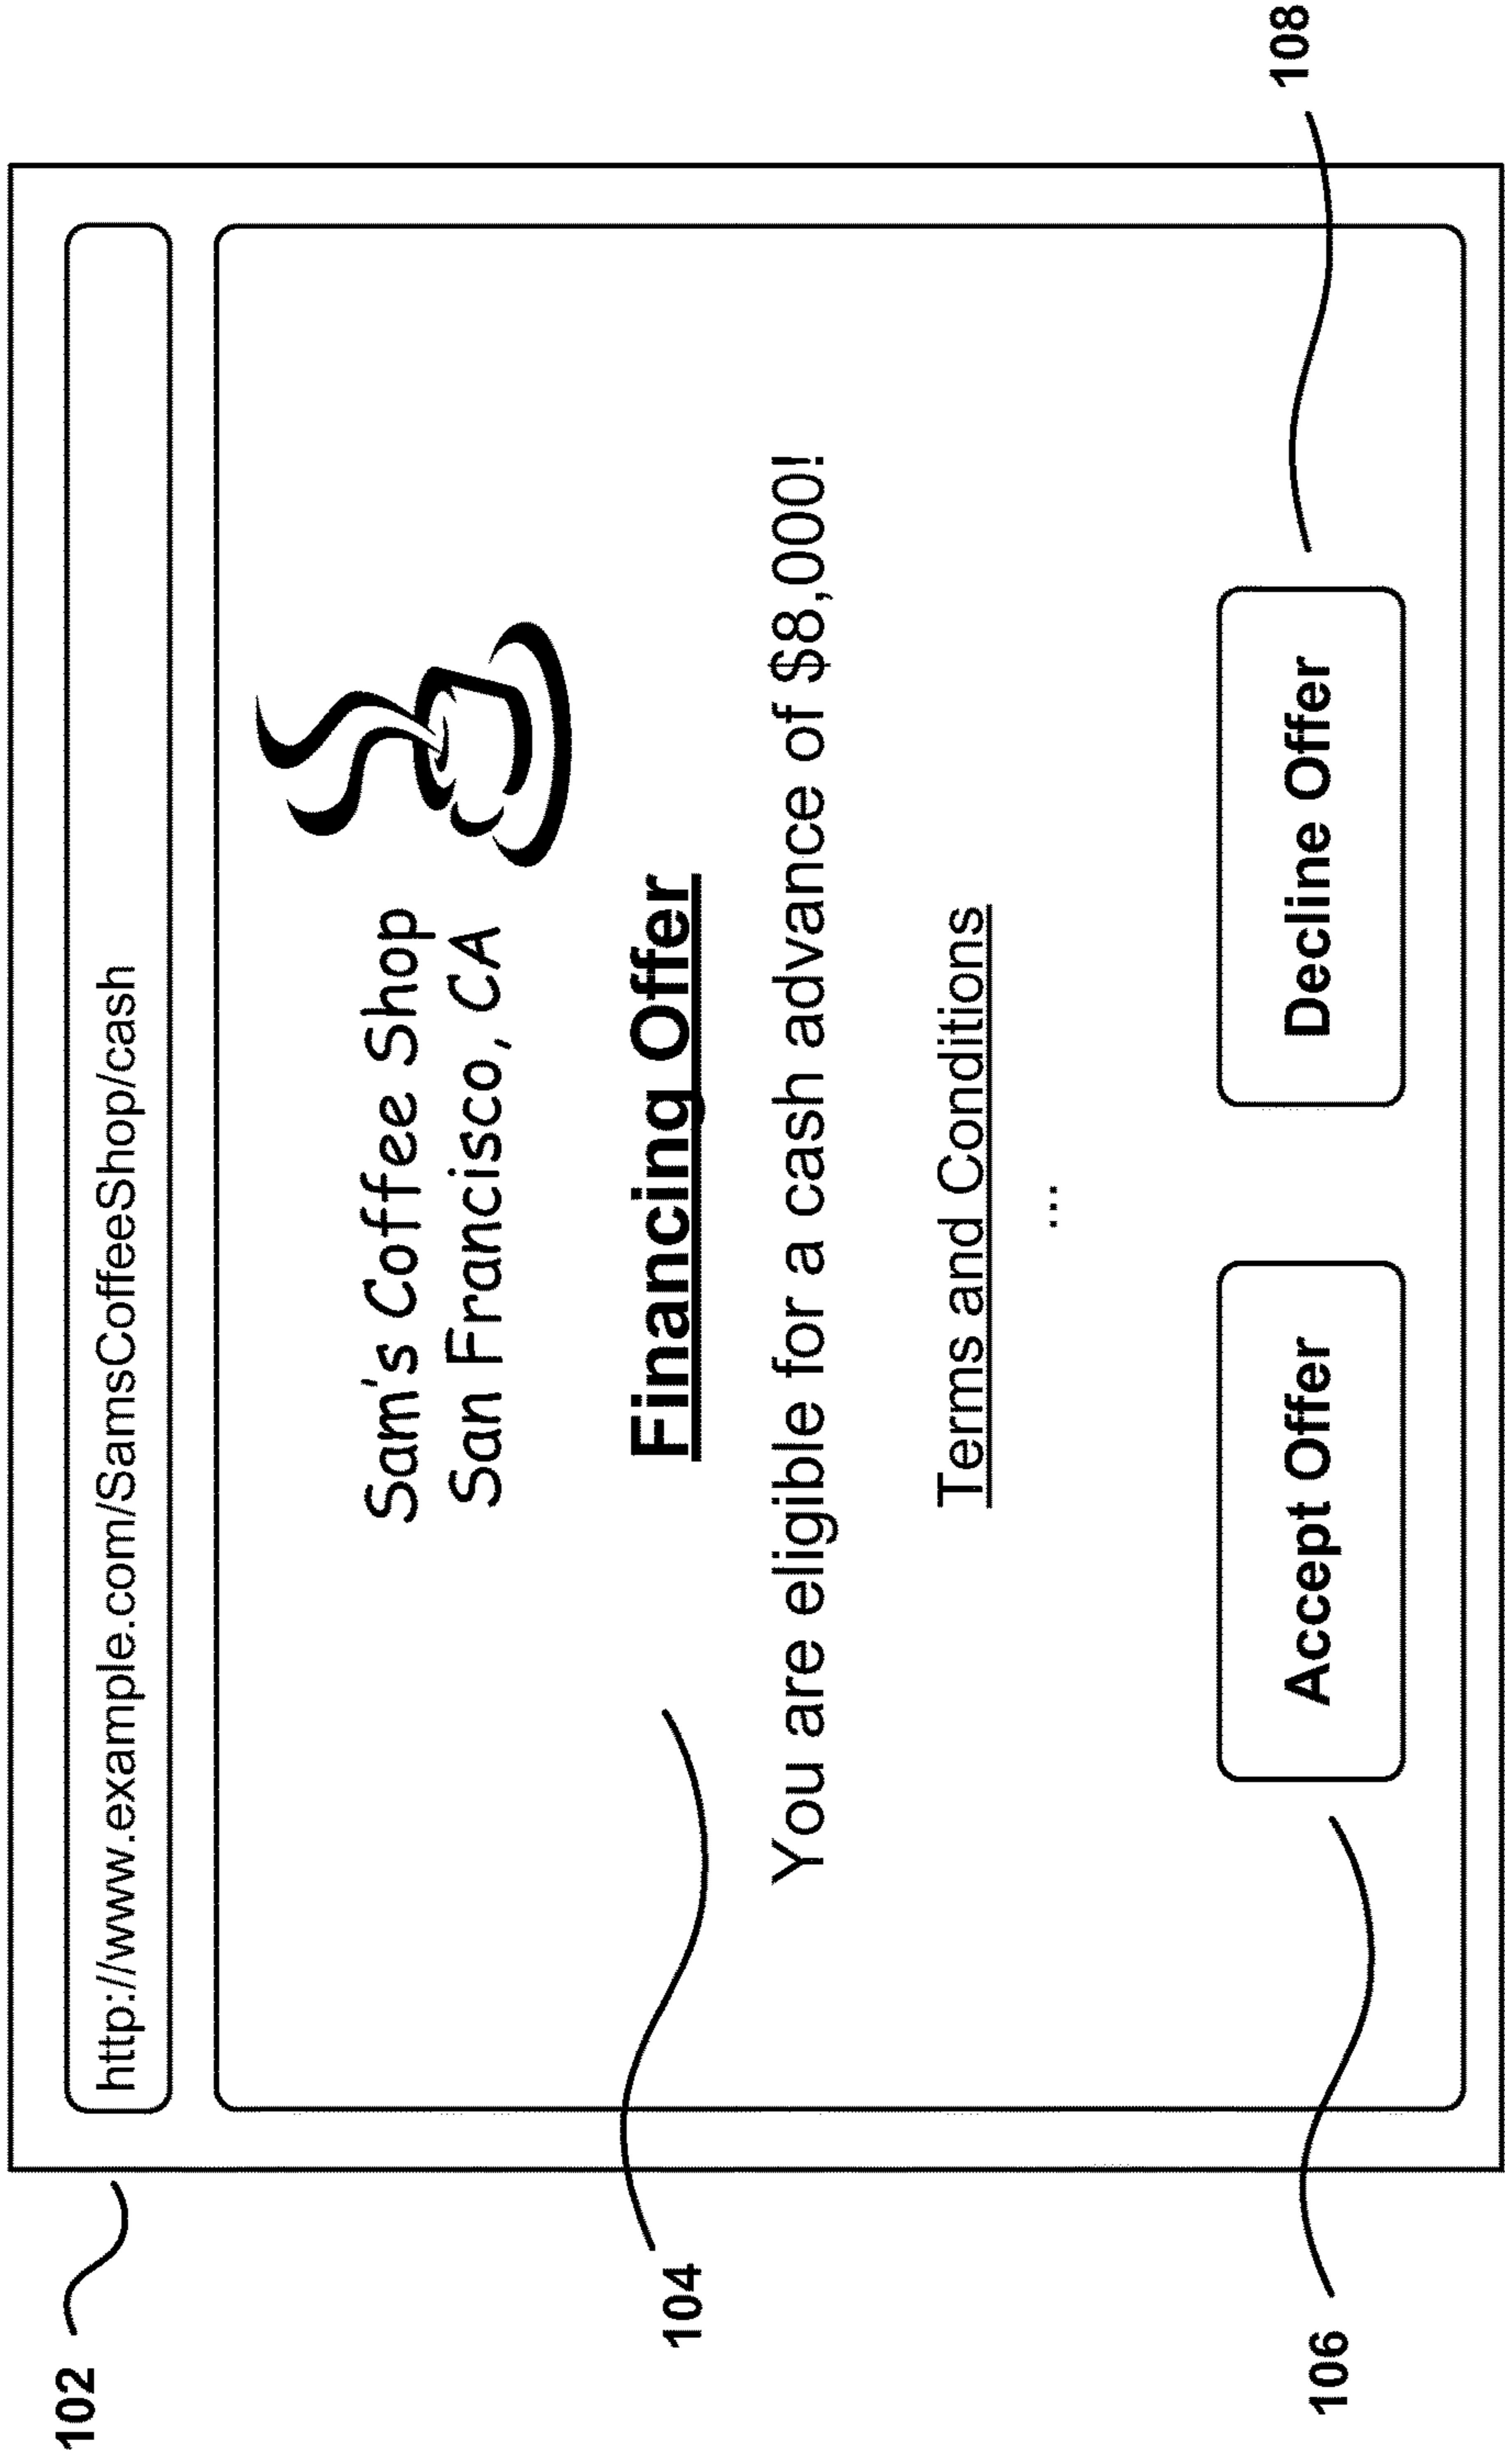 102
http://www.example.com/SamsCoffeeShop/cash
Sam's Coffee Shop
San Francisco, CA
104
Financing Offer
You are eligible for a cash advance of $8,000!
Terms and Conditions
...
106
Accept Offer
Decline Offer
108